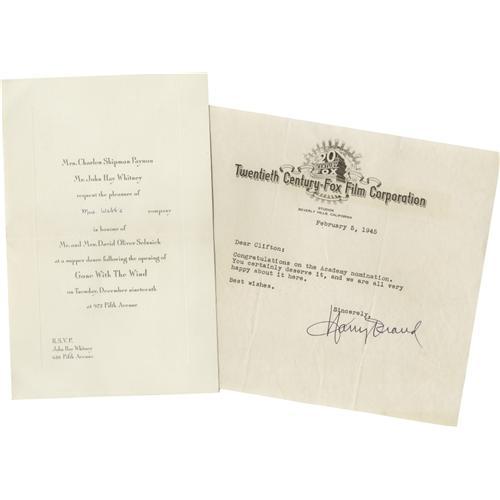 Mrs. Charles Shipman Payson
Mr. John Hay Whitney
request the pleasure of
Mrs. Webb's company
in honour of
Mr. and Mrs. David Oliver Selznick
at a supper dance following the opening of
Gone With The Wind
on Tuesday, December nineteenth
at 972 Fifth Avenue
R.S.V.P.
John Hay Whitney
630 Fifth Avenue
20th
CENTURY
FOX
Twentieth Century-Fox Film Corporation
STUDIOS
BEVERLY HILLS, CALIFORNIA
February 5, 1945
Dear Clifton:
Congratulations on the Academy nomination.
You certainly deserve it, and we are all very
happy about it here.
Best wishes.
Sincerely,
Harry Brand